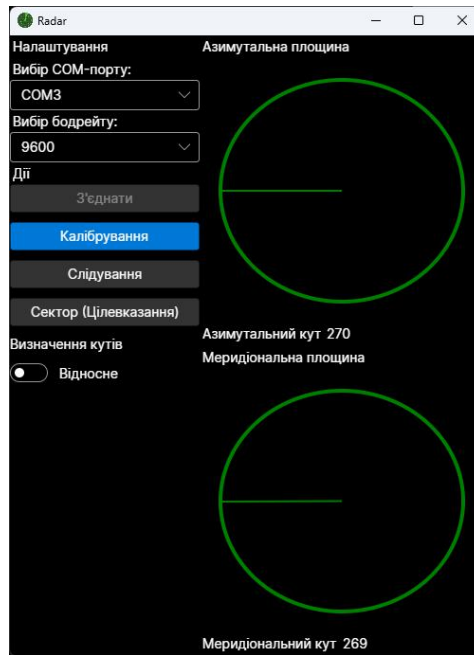 Radar
Налаштування
Вибір COM-порту:
COM3
Вибір бодрейту:
9600
Дії
З'єднати
Калібрування
Слідування
Сектор (Цілевказання)
Визначення кутів
Відносне
Азимутальна площина
Азимутальний кут 270
Меридіональна площина
Меридіональний кут 269